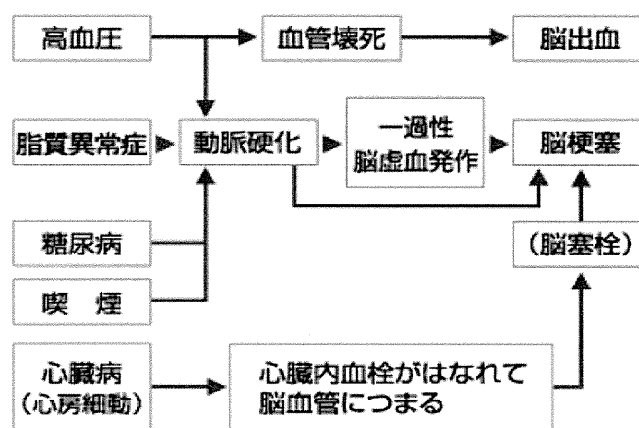 高血圧
血管壊死
脳出血
脂質異常症
動脈硬化
一過性
脳虚血発作
脳梗塞
糖尿病
(脳塞栓)
喫 煙
心臓病
(心房細動)
心臓内血栓がはなれて
脳血管につまる